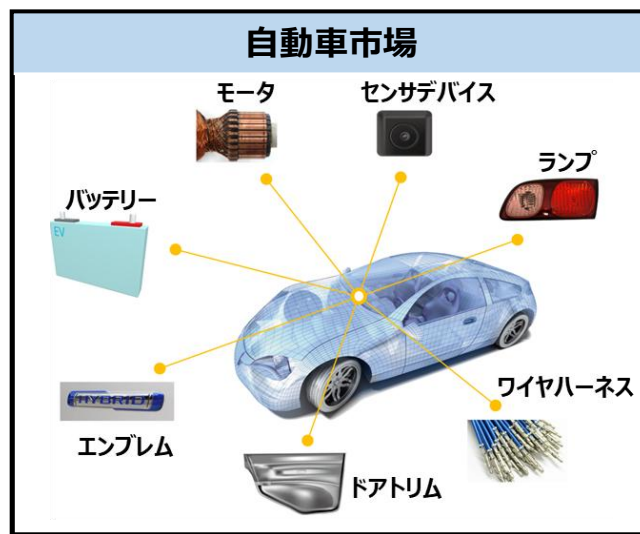 自動車市場
モータ
センサデバイス
ランプ
バッテリー
EV
HYBRID
エンブレム
ワイヤハーネス
ドアトリム